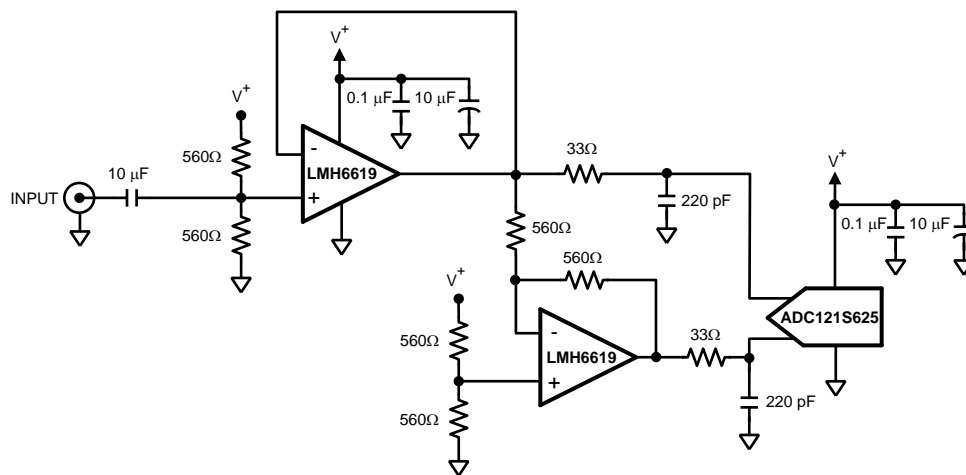 V+
V+
0.1 μF
10 μF
560Ω
LMH6619
-
+
INPUT
10 μF
560Ω
33Ω
220 pF
V+
0.1 μF
10 μF
560Ω
560Ω
V+
ADC121S625
560Ω
-
+
LMH6619
33Ω
560Ω
220 pF